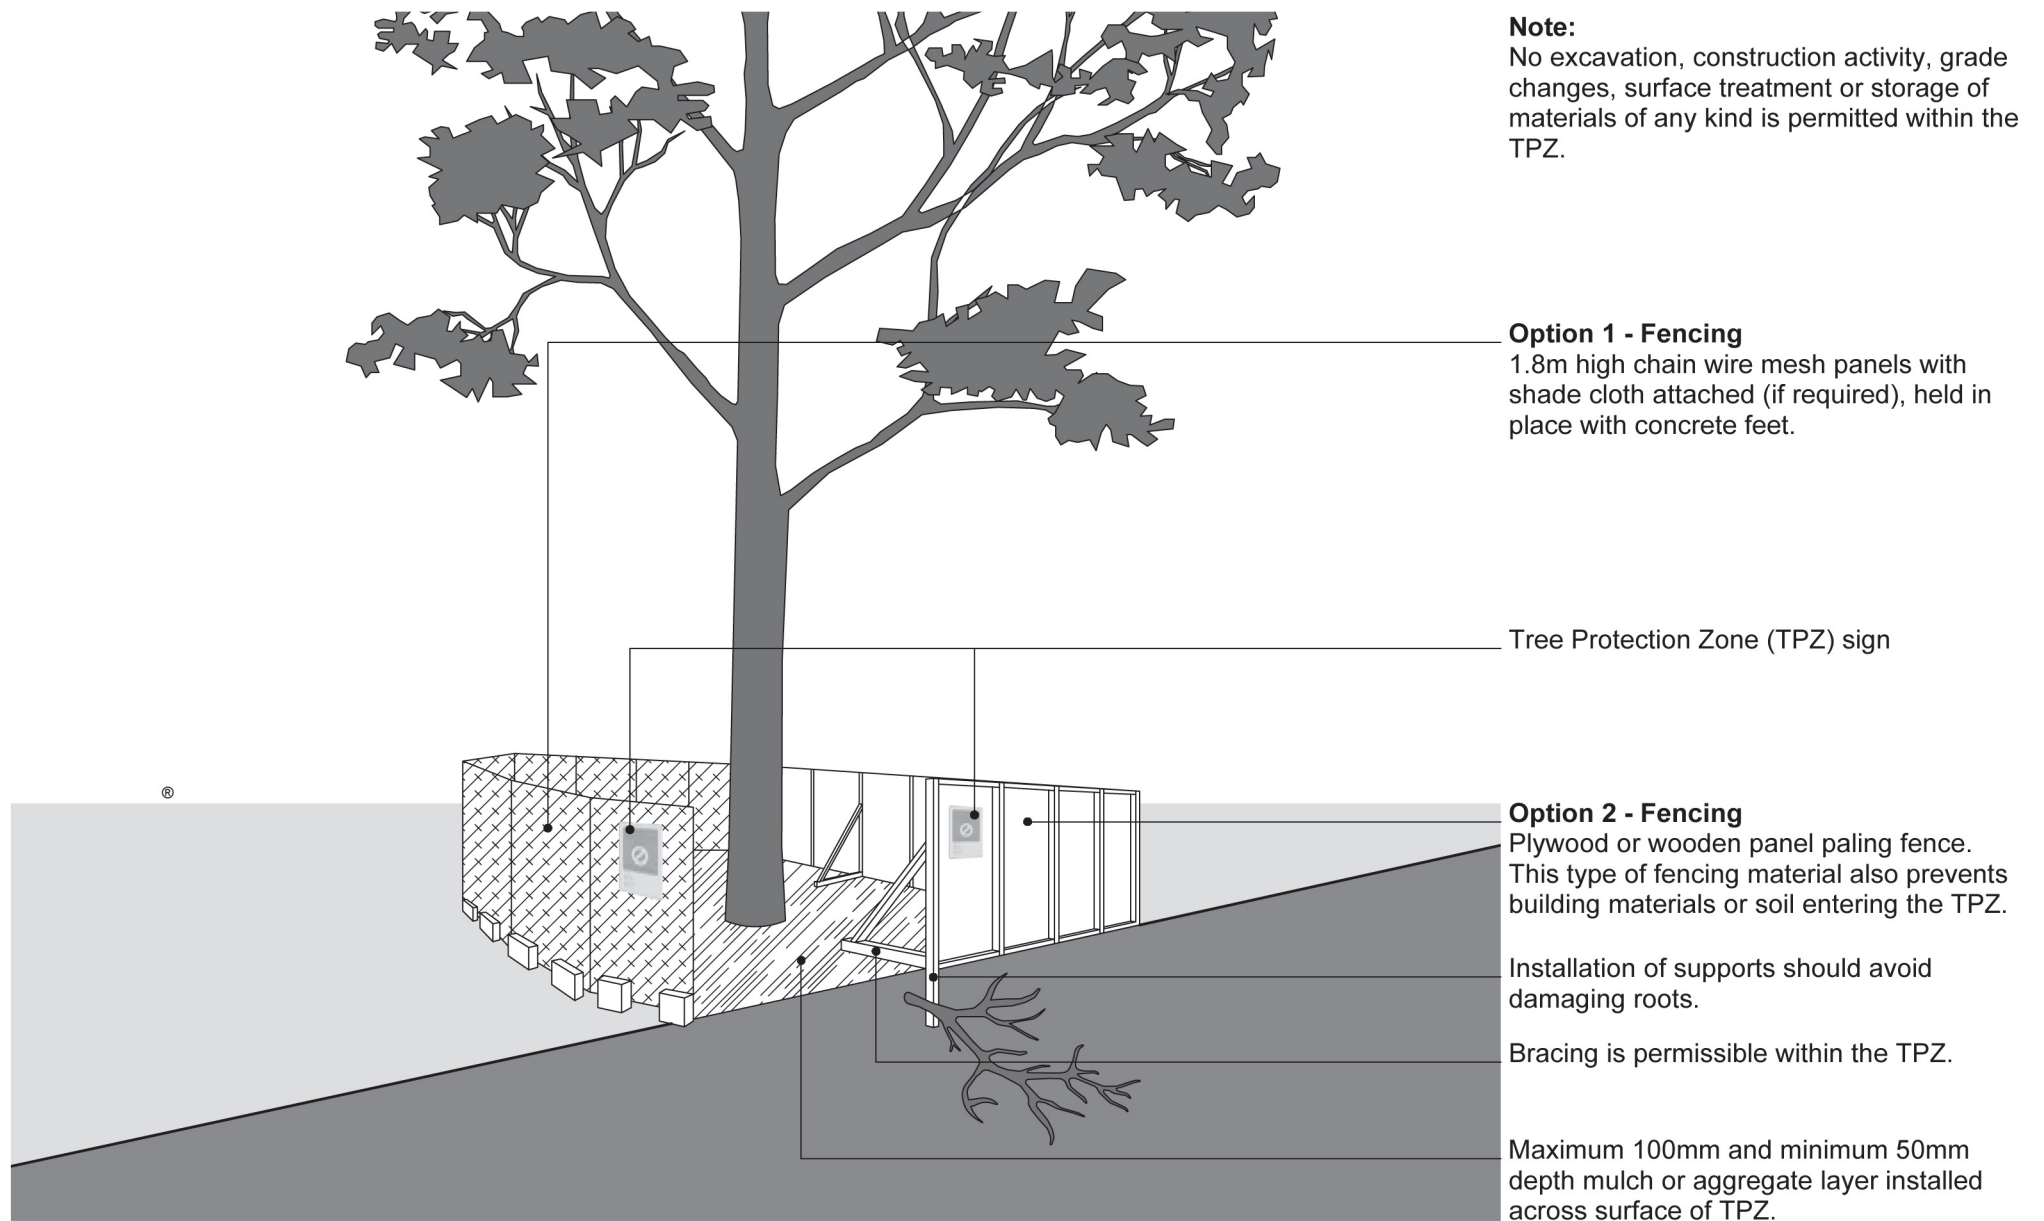 Note:
No excavation, construction activity, grade
changes, surface treatment or storage of
materials of any kind is permitted within the
TPZ.
Option 1 - Fencing
1.8m high chain wire mesh panels with
shade cloth attached (if required), held in
place with concrete feet.
Tree Protection Zone (TPZ) sign
®
Option 2 - Fencing
Plywood or wooden panel paling fence.
This type of fencing material also prevents
building materials or soil entering the TPZ.
Installation of supports should avoid
damaging roots.
Bracing is permissible within the TPZ.
Maximum 100mm and minimum 50mm
depth mulch or aggregate layer installed
across surface of TPZ.